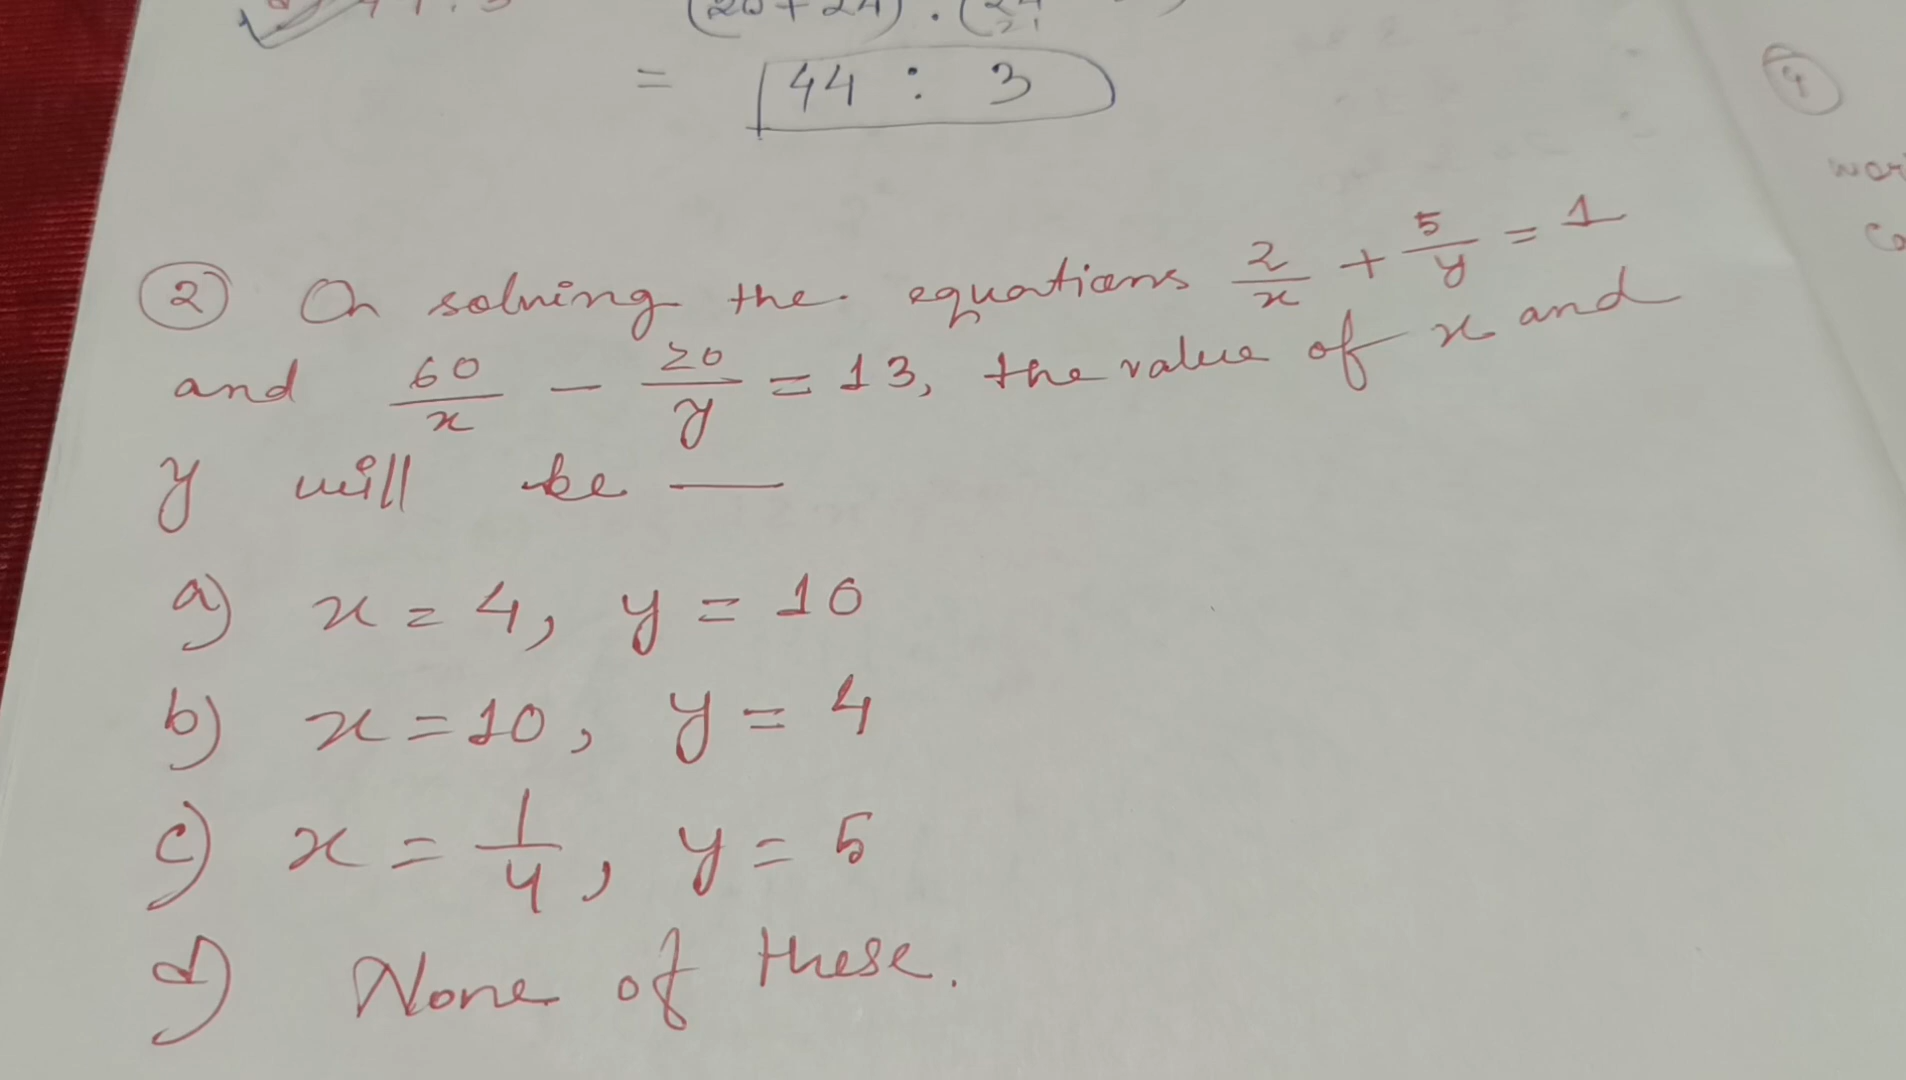 = 44 : 3
② On solving the equations 2/x + 5/y = 1
and 60/x - 20/y = 13, the value of x and
y will be —
a) x = 4, y = 10
b) x = 10, y = 4
c) x = 1/4, y = 5
d) None of these.
④